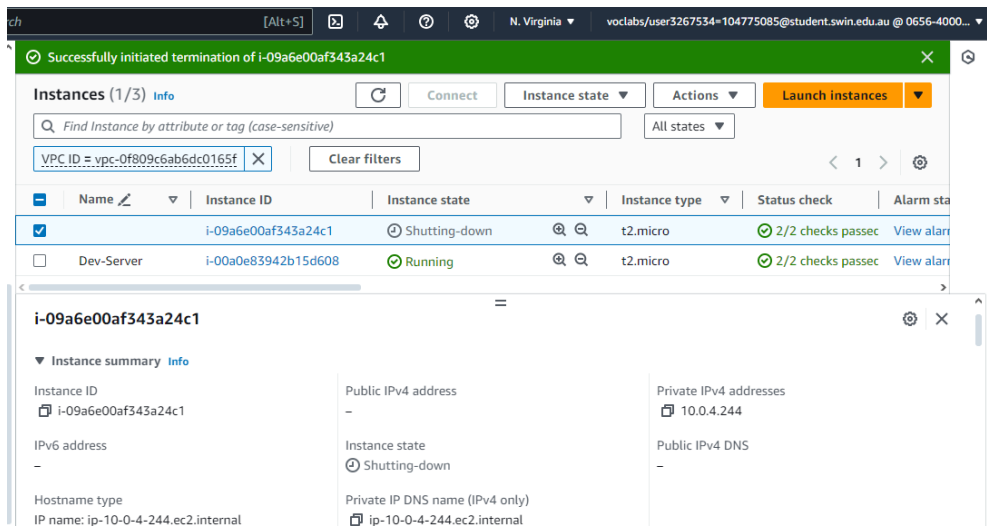 rch [Alt+S] N. Virginia ▼ voclabs/user3267534=104775085@student.swin.edu.au @ 0656-4000... ▼
Successfully initiated termination of i-09a6e00af343a24c1
Instances (1/3) Info Connect Instance state ▼ Actions ▼ Launch instances ▼
Find Instance by attribute or tag (case-sensitive) All states ▼
VPC ID = vpc-0f809c6ab6dc0165f Clear filters 1
Name Instance ID Instance state Instance type Status check Alarm sta
i-09a6e00af343a24c1 Shutting-down t2.micro 2/2 checks passec View alarr
Dev-Server i-00a0e83942b15d608 Running t2.micro 2/2 checks passec View alarr
i-09a6e00af343a24c1
▼ Instance summary Info
Instance ID Public IPv4 address Private IPv4 addresses
i-09a6e00af343a24c1 – 10.0.4.244
IPv6 address Instance state Public IPv4 DNS
– Shutting-down –
Hostname type Private IP DNS name (IPv4 only)
IP name: ip-10-0-4-244.ec2.internal ip-10-0-4-244.ec2.internal